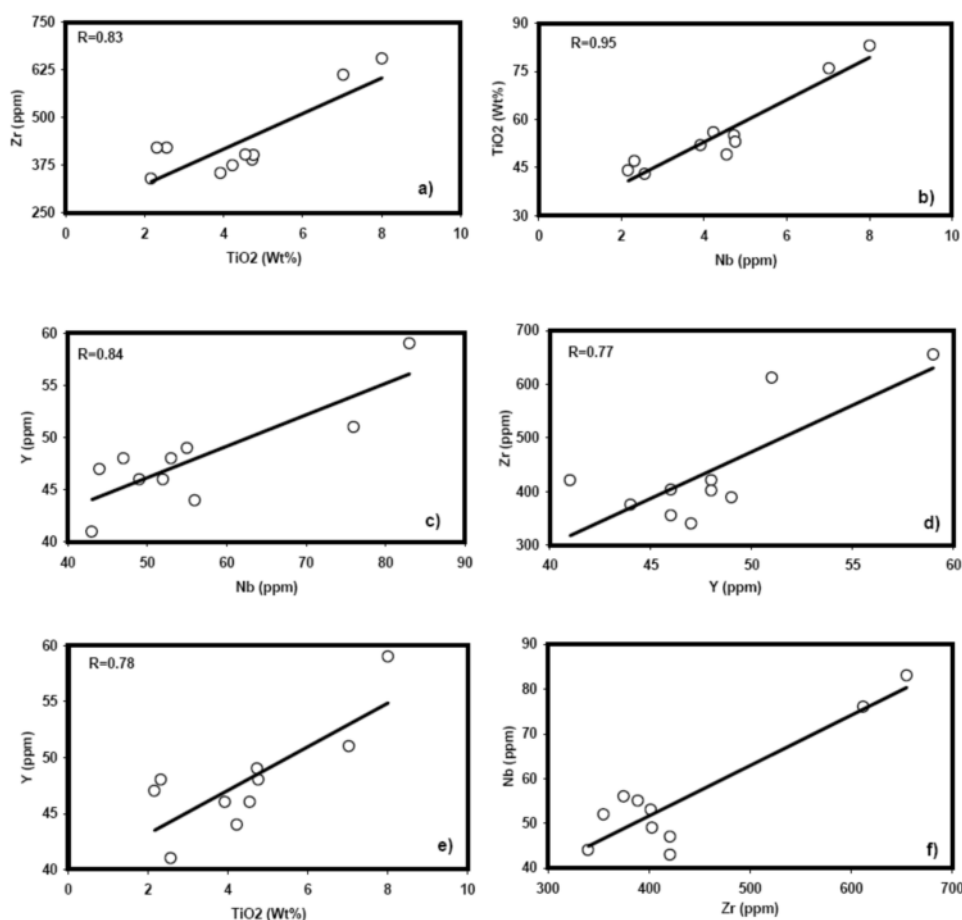 R=0.83
Zr (ppm)
750
625
500
375
250
0 2 4 6 8 10
TiO2 (Wt%)
a)
R=0.95
TiO2 (Wt%)
90
75
60
45
30
0 2 4 6 8 10
Nb (ppm)
b)
R=0.84
Y (ppm)
60
55
50
45
40
40 50 60 70 80 90
Nb (ppm)
c)
R=0.77
Zr (ppm)
700
600
500
400
300
40 45 50 55 60
Y (ppm)
d)
R=0.78
Y (ppm)
60
55
50
45
40
0 2 4 6 8 10
TiO2 (Wt%)
e)
Nb (ppm)
90
80
70
60
50
40
300 400 500 600 700
Zr (ppm)
f)